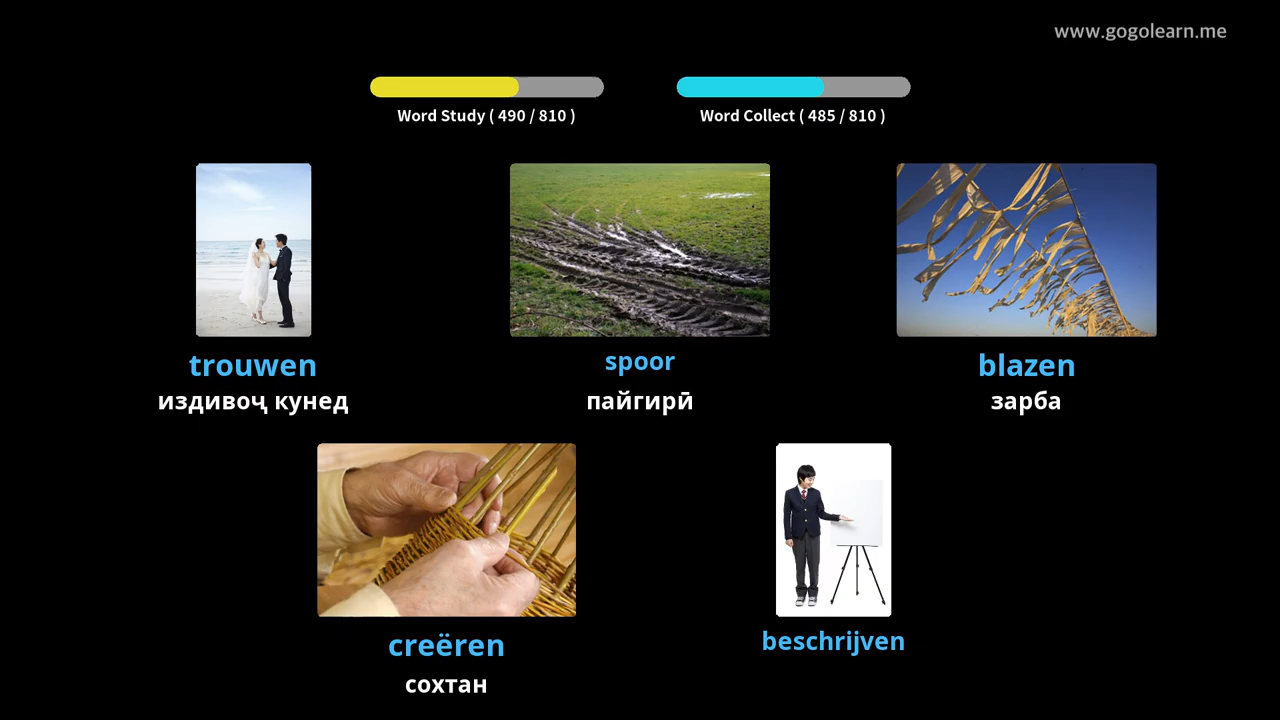 www.gogolearn.me
Word Study ( 490 / 810 )
Word Collect ( 485 / 810 )
trouwen
издивоҷ кунед
spoor
пайгирӣ
blazen
зарба
creëren
сохтан
beschrijven